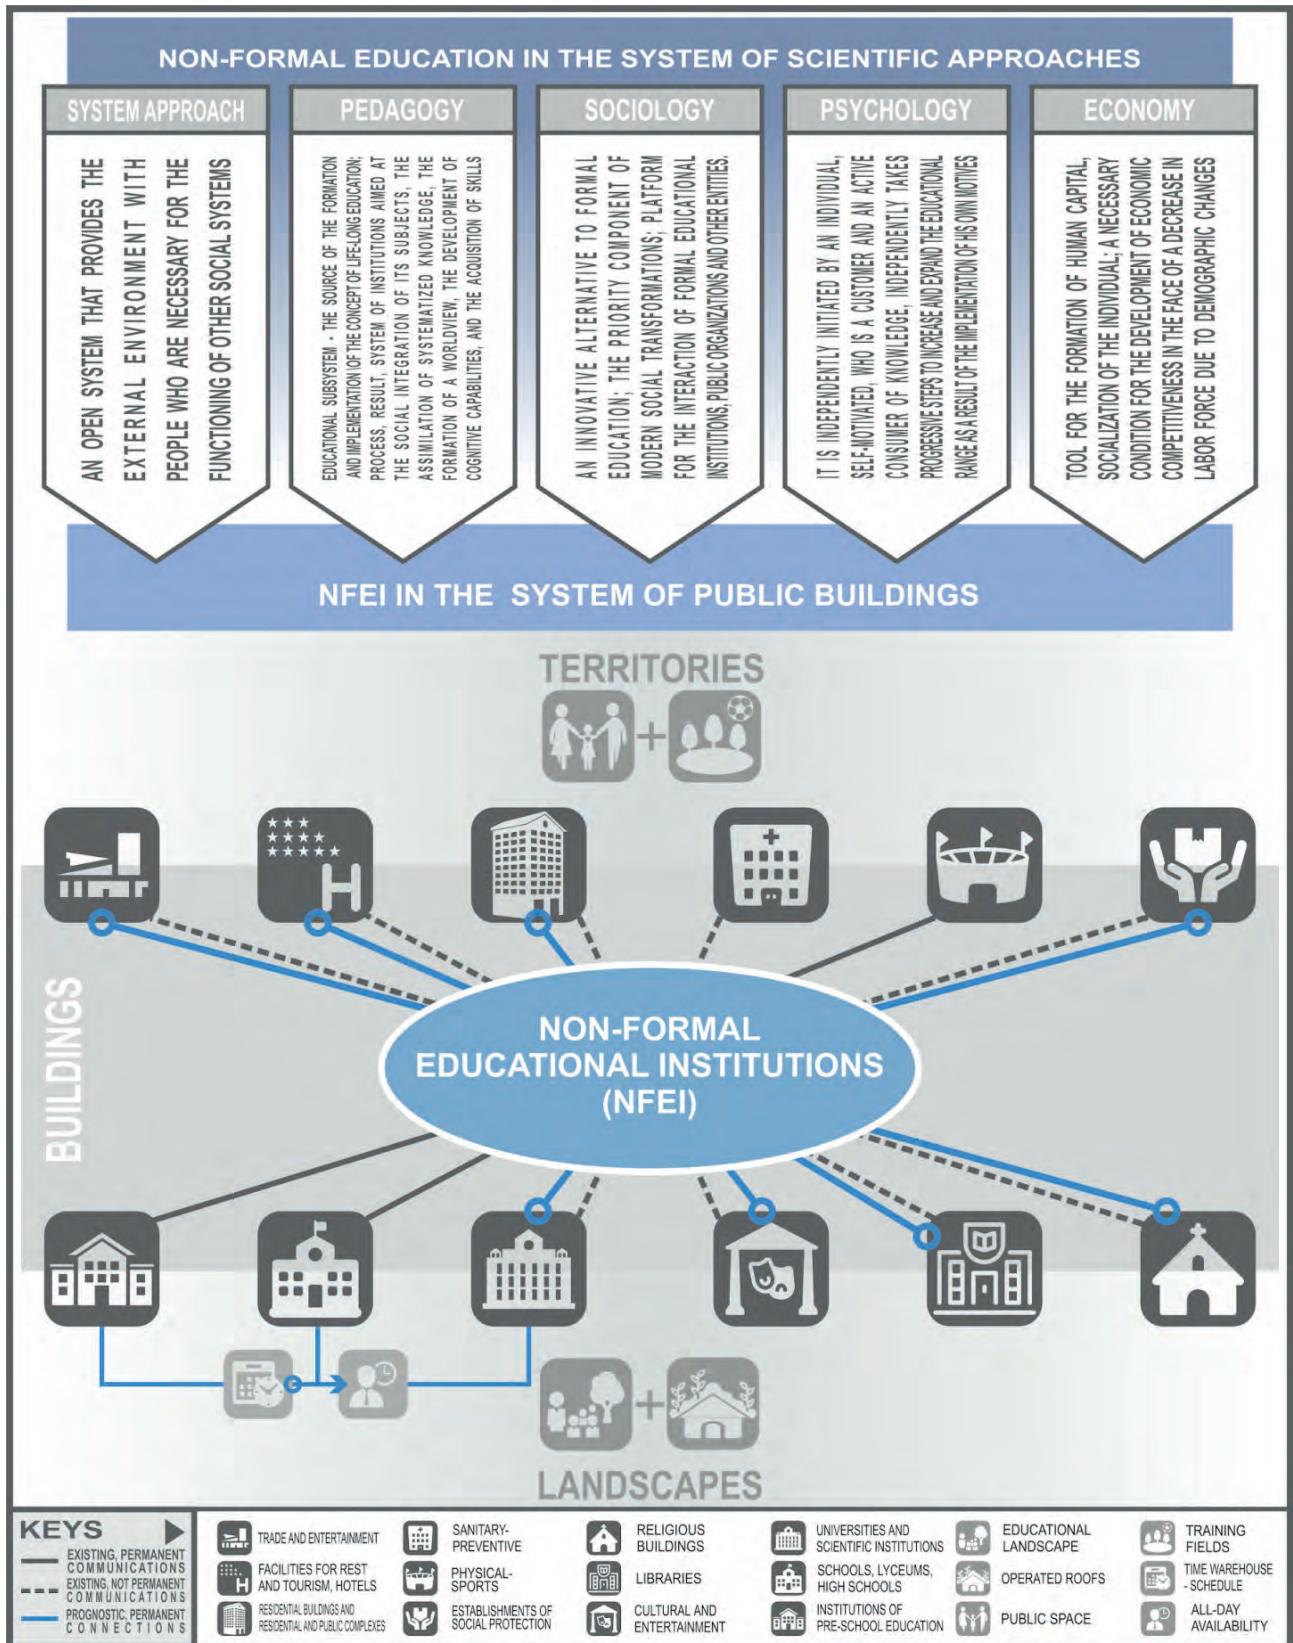 NON-FORMAL EDUCATION IN THE SYSTEM OF SCIENTIFIC APPROACHES
SYSTEM APPROACH
AN OPEN SYSTEM THAT PROVIDES THE
EXTERNAL ENVIRONMENT WITH
PEOPLE WHO ARE NECESSARY FOR THE
FUNCTIONING OF OTHER SOCIAL SYSTEMS
PEDAGOGY
EDUCATIONAL SUBSYSTEM - THE SOURCE OF THE FORMATION
AND IMPLEMENTATION OF THE CONCEPT OF LIFE-LONG EDUCATION;
PROCESS, RESULT, SYSTEM OF INSTITUTIONS AIMED AT
THE SOCIAL INTEGRATION OF ITS SUBJECTS, THE
ASSIMILATION OF SYSTEMATIZED KNOWLEDGE, THE
FORMATION OF A WORLDVIEW, THE DEVELOPMENT OF
COGNITIVE CAPABILITIES, AND THE ACQUISITION OF SKILLS
SOCIOLOGY
AN INNOVATIVE ALTERNATIVE TO FORMAL
EDUCATION; THE PRIORITY COMPONENT OF
MODERN SOCIAL TRANSFORMATIONS; PLATFORM
FOR THE INTERACTION OF FORMAL EDUCATIONAL
INSTITUTIONS, PUBLIC ORGANIZATIONS AND OTHER ENTITIES.
PSYCHOLOGY
IT IS INDEPENDENTLY INITIATED BY AN INDIVIDUAL,
SELF-MOTIVATED, WHO IS A CUSTOMER AND AN ACTIVE
CONSUMER OF KNOWLEDGE, INDEPENDENTLY TAKES
PROGRESSIVE STEPS TO INCREASE AND EXPAND THE EDUCATIONAL
RANGE AS A RESULT OF THE IMPLEMENTATION OF HIS OWN MOTIVES
ECONOMY
TOOL FOR THE FORMATION OF HUMAN CAPITAL,
SOCIALIZATION OF THE INDIVIDUAL; A NECESSARY
CONDITION FOR THE DEVELOPMENT OF ECONOMIC
COMPETITIVENESS IN THE FACE OF A DECREASE IN
LABOR FORCE DUE TO DEMOGRAPHIC CHANGES
NFEI IN THE SYSTEM OF PUBLIC BUILDINGS
TERRITORIES
+
H
BUILDINGS
NON-FORMAL
EDUCATIONAL INSTITUTIONS
(NFEI)
+
LANDSCAPES
KEYS
EXISTING, PERMANENT
COMMUNICATIONS
EXISTING, NOT PERMANENT
COMMUNICATIONS
PROGNOSTIC, PERMANENT
CONNECTIONS
TRADE AND ENTERTAINMENT
H
FACILITIES FOR REST
AND TOURISM, HOTELS
RESIDENTIAL BUILDINGS AND
RESIDENTIAL AND PUBLIC COMPLEXES
SANITARY-
PREVENTIVE
PHYSICAL-
SPORTS
ESTABLISHMENTS OF
SOCIAL PROTECTION
RELIGIOUS
BUILDINGS
LIBRARIES
CULTURAL AND
ENTERTAINMENT
UNIVERSITIES AND
SCIENTIFIC INSTITUTIONS
SCHOOLS, LYCEUMS,
HIGH SCHOOLS
INSTITUTIONS OF
PRE-SCHOOL EDUCATION
EDUCATIONAL
LANDSCAPE
OPERATED ROOFS
PUBLIC SPACE
TRAINING
FIELDS
TIME WAREHOUSE
- SCHEDULE
ALL-DAY
AVAILABILITY